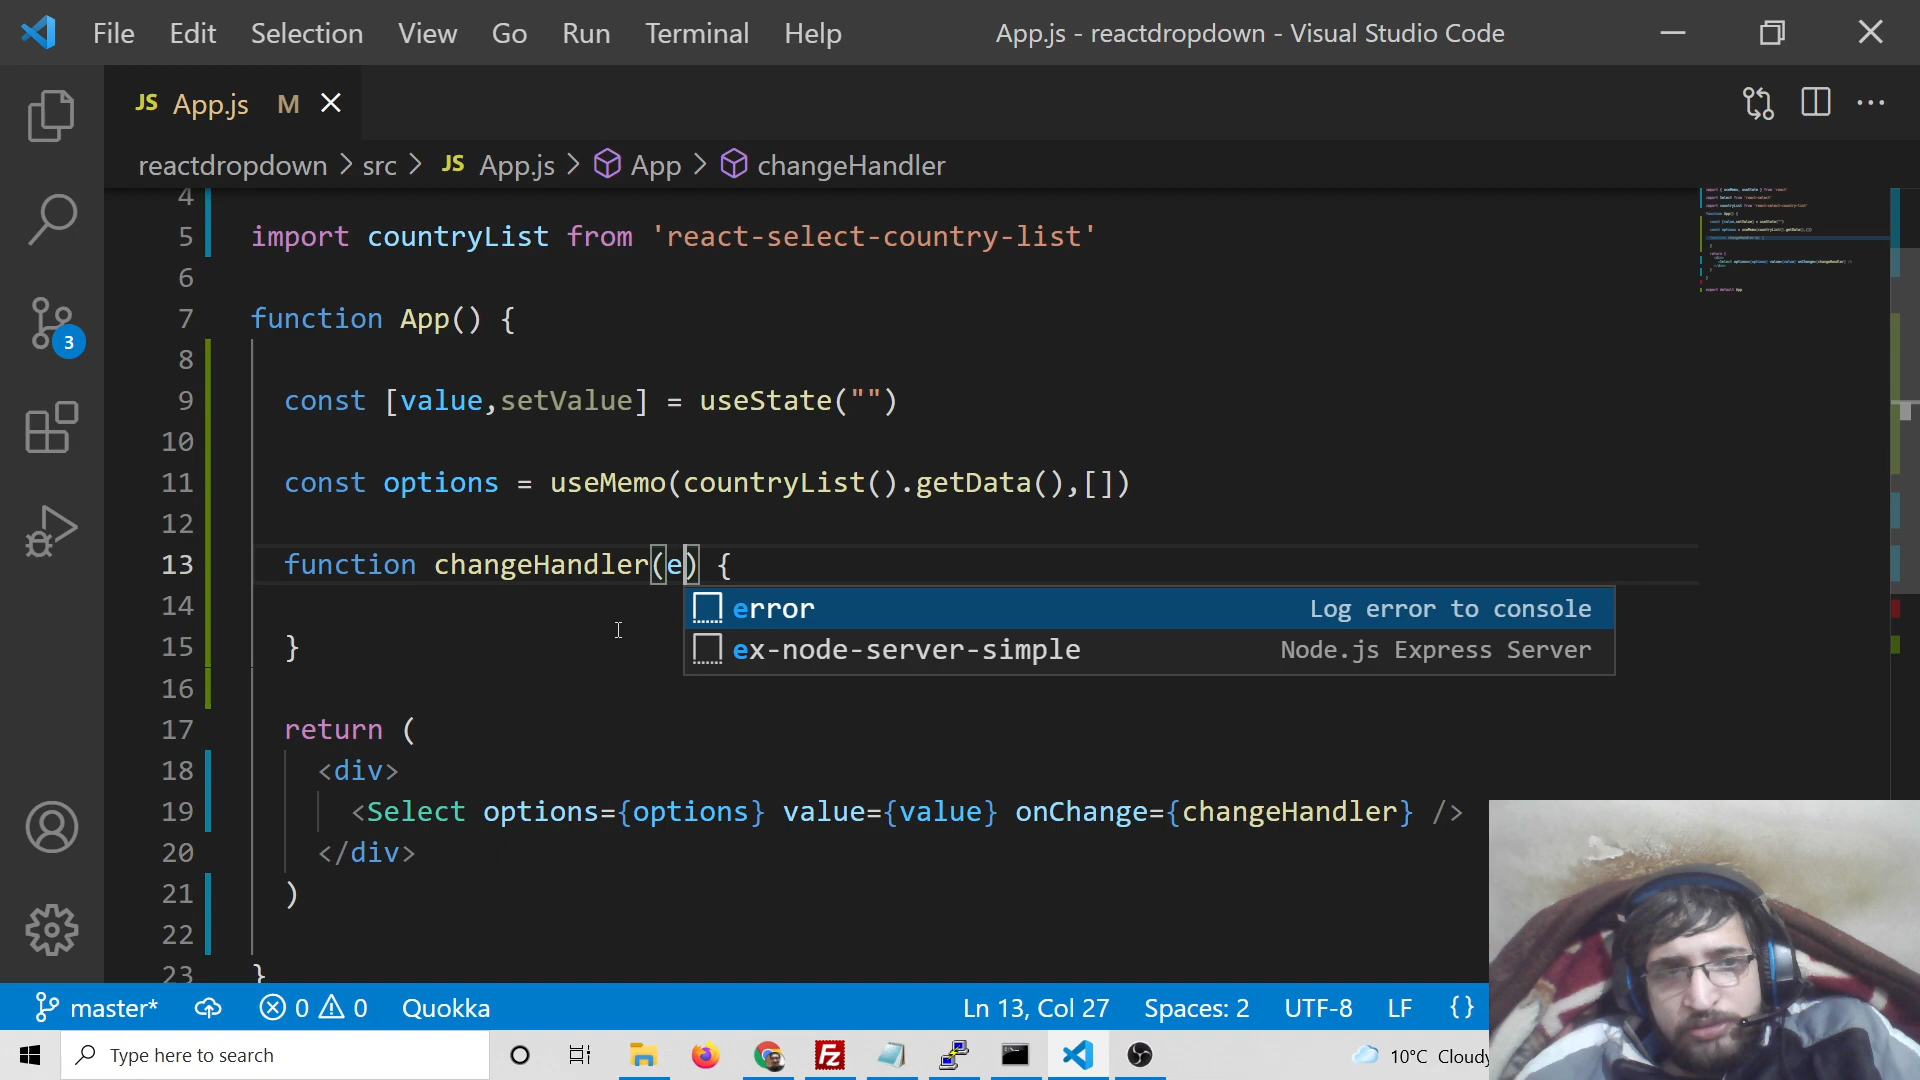 File Edit Selection View Go Run Terminal Help App.js - reactdropdown - Visual Studio Code
JS App.js M
reactdropdown > src > JS App.js > App > changeHandler
4
5 import countryList from 'react-select-country-list'
6
7 function App() {
8
9 const [value,setValue] = useState("")
10
11 const options = useMemo(countryList().getData(),[])
12
13 function changeHandler(e) {
14
error Log error to console
15 }
ex-node-server-simple Node.js Express Server
16
17 return (
18 <div>
19 <Select options={options} value={value} onChange={changeHandler} />
20 </div>
21 )
22
23 }
3
master* 0 0 Quokka Ln 13, Col 27 Spaces: 2 UTF-8 LF {}
Type here to search 10°C Cloudy